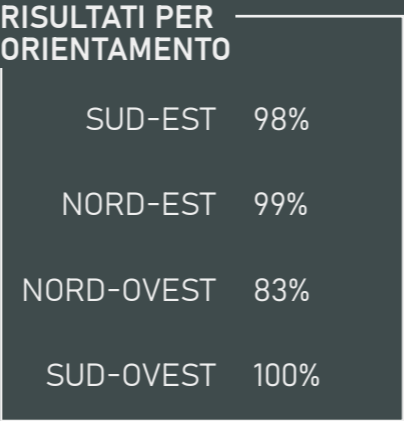 RISULTATI PER
ORIENTAMENTO
SUD-EST 98%
NORD-EST 99%
NORD-OVEST 83%
SUD-OVEST 100%